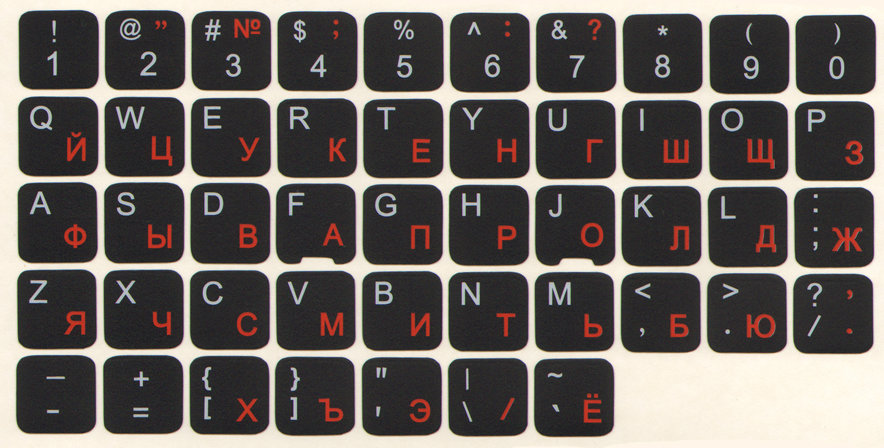 ! 1 @ ” 2 # № 3 $ ; 4 % 5 ^ : 6 & ? 7 * 8 ( 9 ) 0
Q Й W Ц E У R К T Е Y Н U Г I Ш O Щ P З
A Ф S Ы D В F А G П H Р J О K Л L Д : ; Ж
Z Я X Ч C С V М B И N Т M Ь < , Б > . Ю ? , / .
_ - + = { [ Х } ] Ъ " ' Э | \ / ~ ` Ё